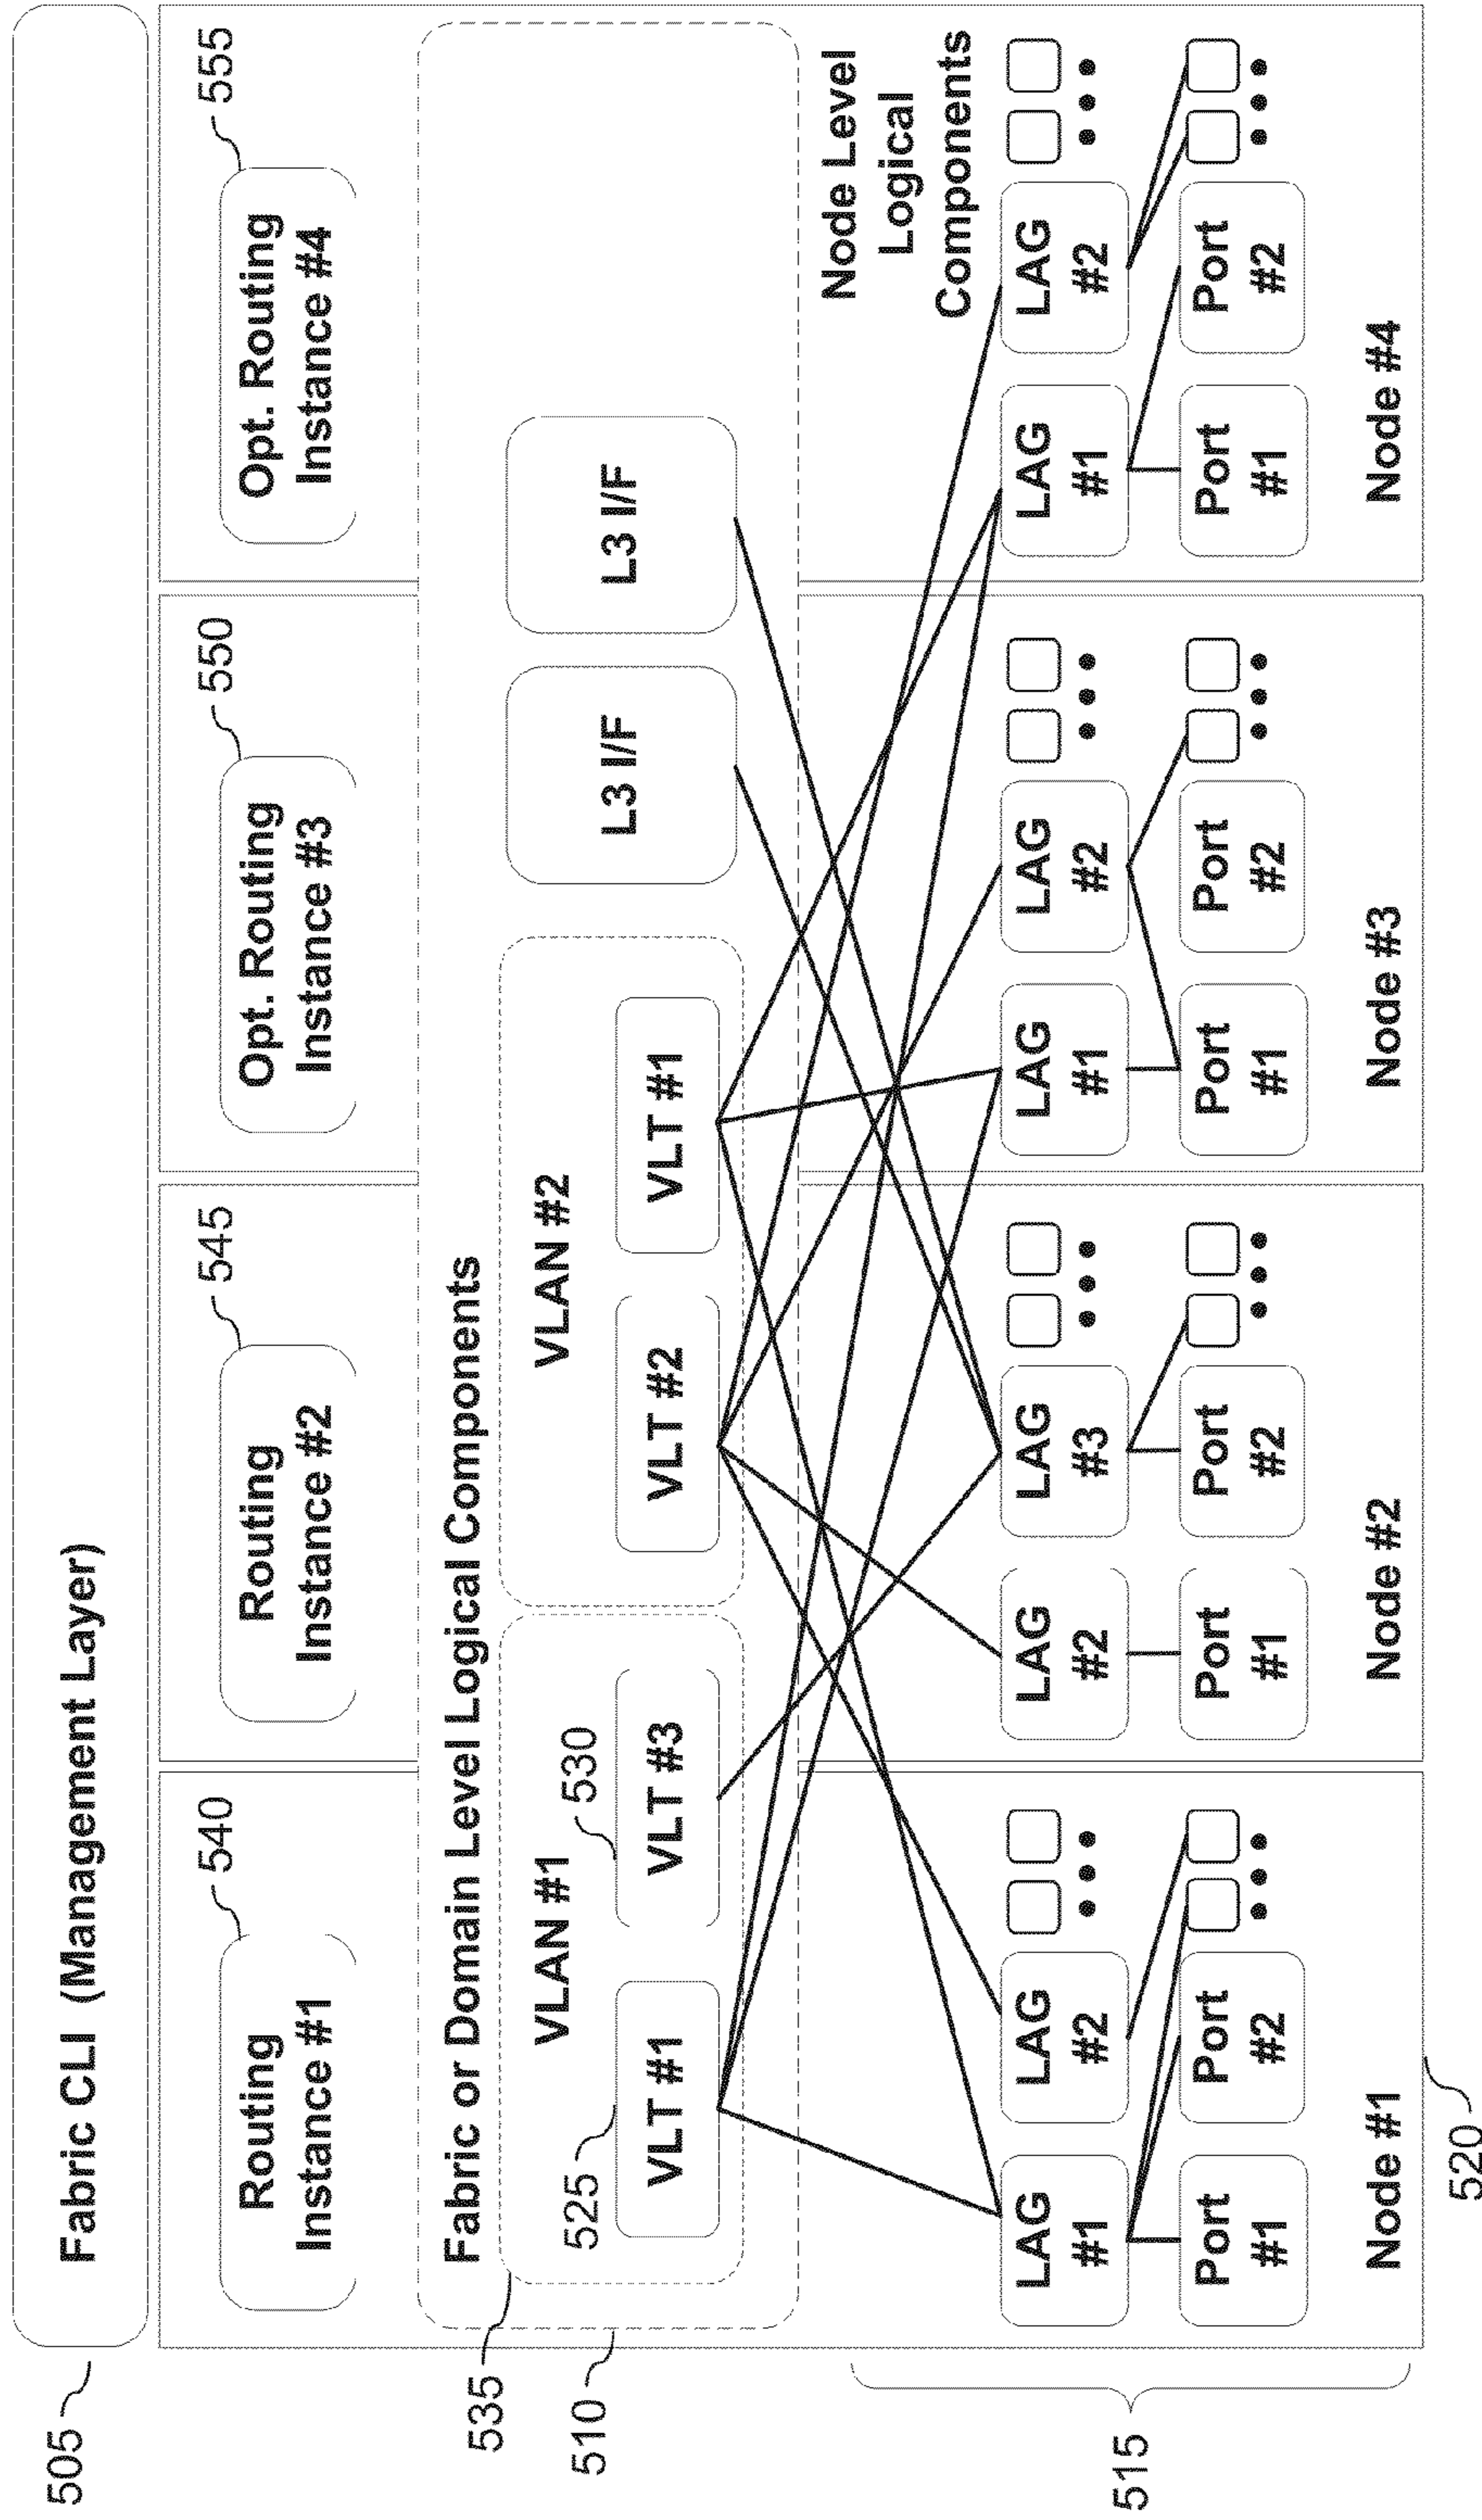 505
Fabric CLI (Management Layer)
540
Routing
Instance #1
545
Routing
Instance #2
550
Opt. Routing
Instance #3
555
Opt. Routing
Instance #4
535
510
Fabric or Domain Level Logical Components
VLAN #1
525
VLT #1
530
VLT #3
VLAN #2
VLT #2
VLT #1
L3 I/F
L3 I/F
Node Level
Logical
Components
515
LAG
#1
LAG
#2
Port
#1
Port
#2
Node #1
LAG
#2
LAG
#3
Port
#1
Port
#2
Node #2
LAG
#1
LAG
#2
Port
#1
Port
#2
Node #3
LAG
#1
LAG
#2
Port
#1
Port
#2
Node #4
520